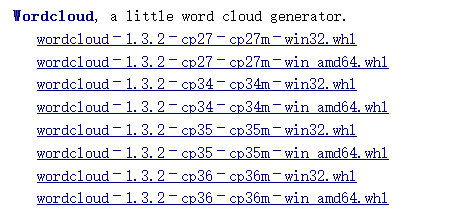 Wordcloud, a little word cloud generator.
wordcloud-1.3.2-cp27-cp27m-win32.whl
wordcloud-1.3.2-cp27-cp27m-win_amd64.whl
wordcloud-1.3.2-cp34-cp34m-win32.whl
wordcloud-1.3.2-cp34-cp34m-win_amd64.whl
wordcloud-1.3.2-cp35-cp35m-win32.whl
wordcloud-1.3.2-cp35-cp35m-win_amd64.whl
wordcloud-1.3.2-cp36-cp36m-win32.whl
wordcloud-1.3.2-cp36-cp36m-win_amd64.whl